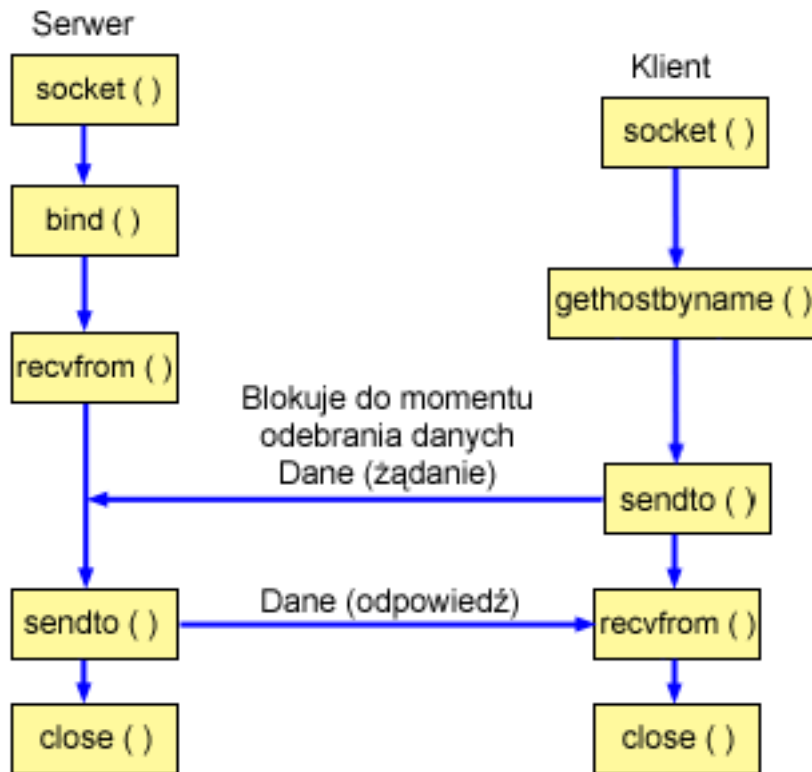 Serwer
socket ( )
bind ( )
recvfrom ( )
Klient
socket ( )
gethostbyname ( )
Blokuje do momentu
odebrania danych
Dane (żądanie)
sendto ( )
sendto ( )
Dane (odpowiedź)
recvfrom ( )
close ( )
close ( )